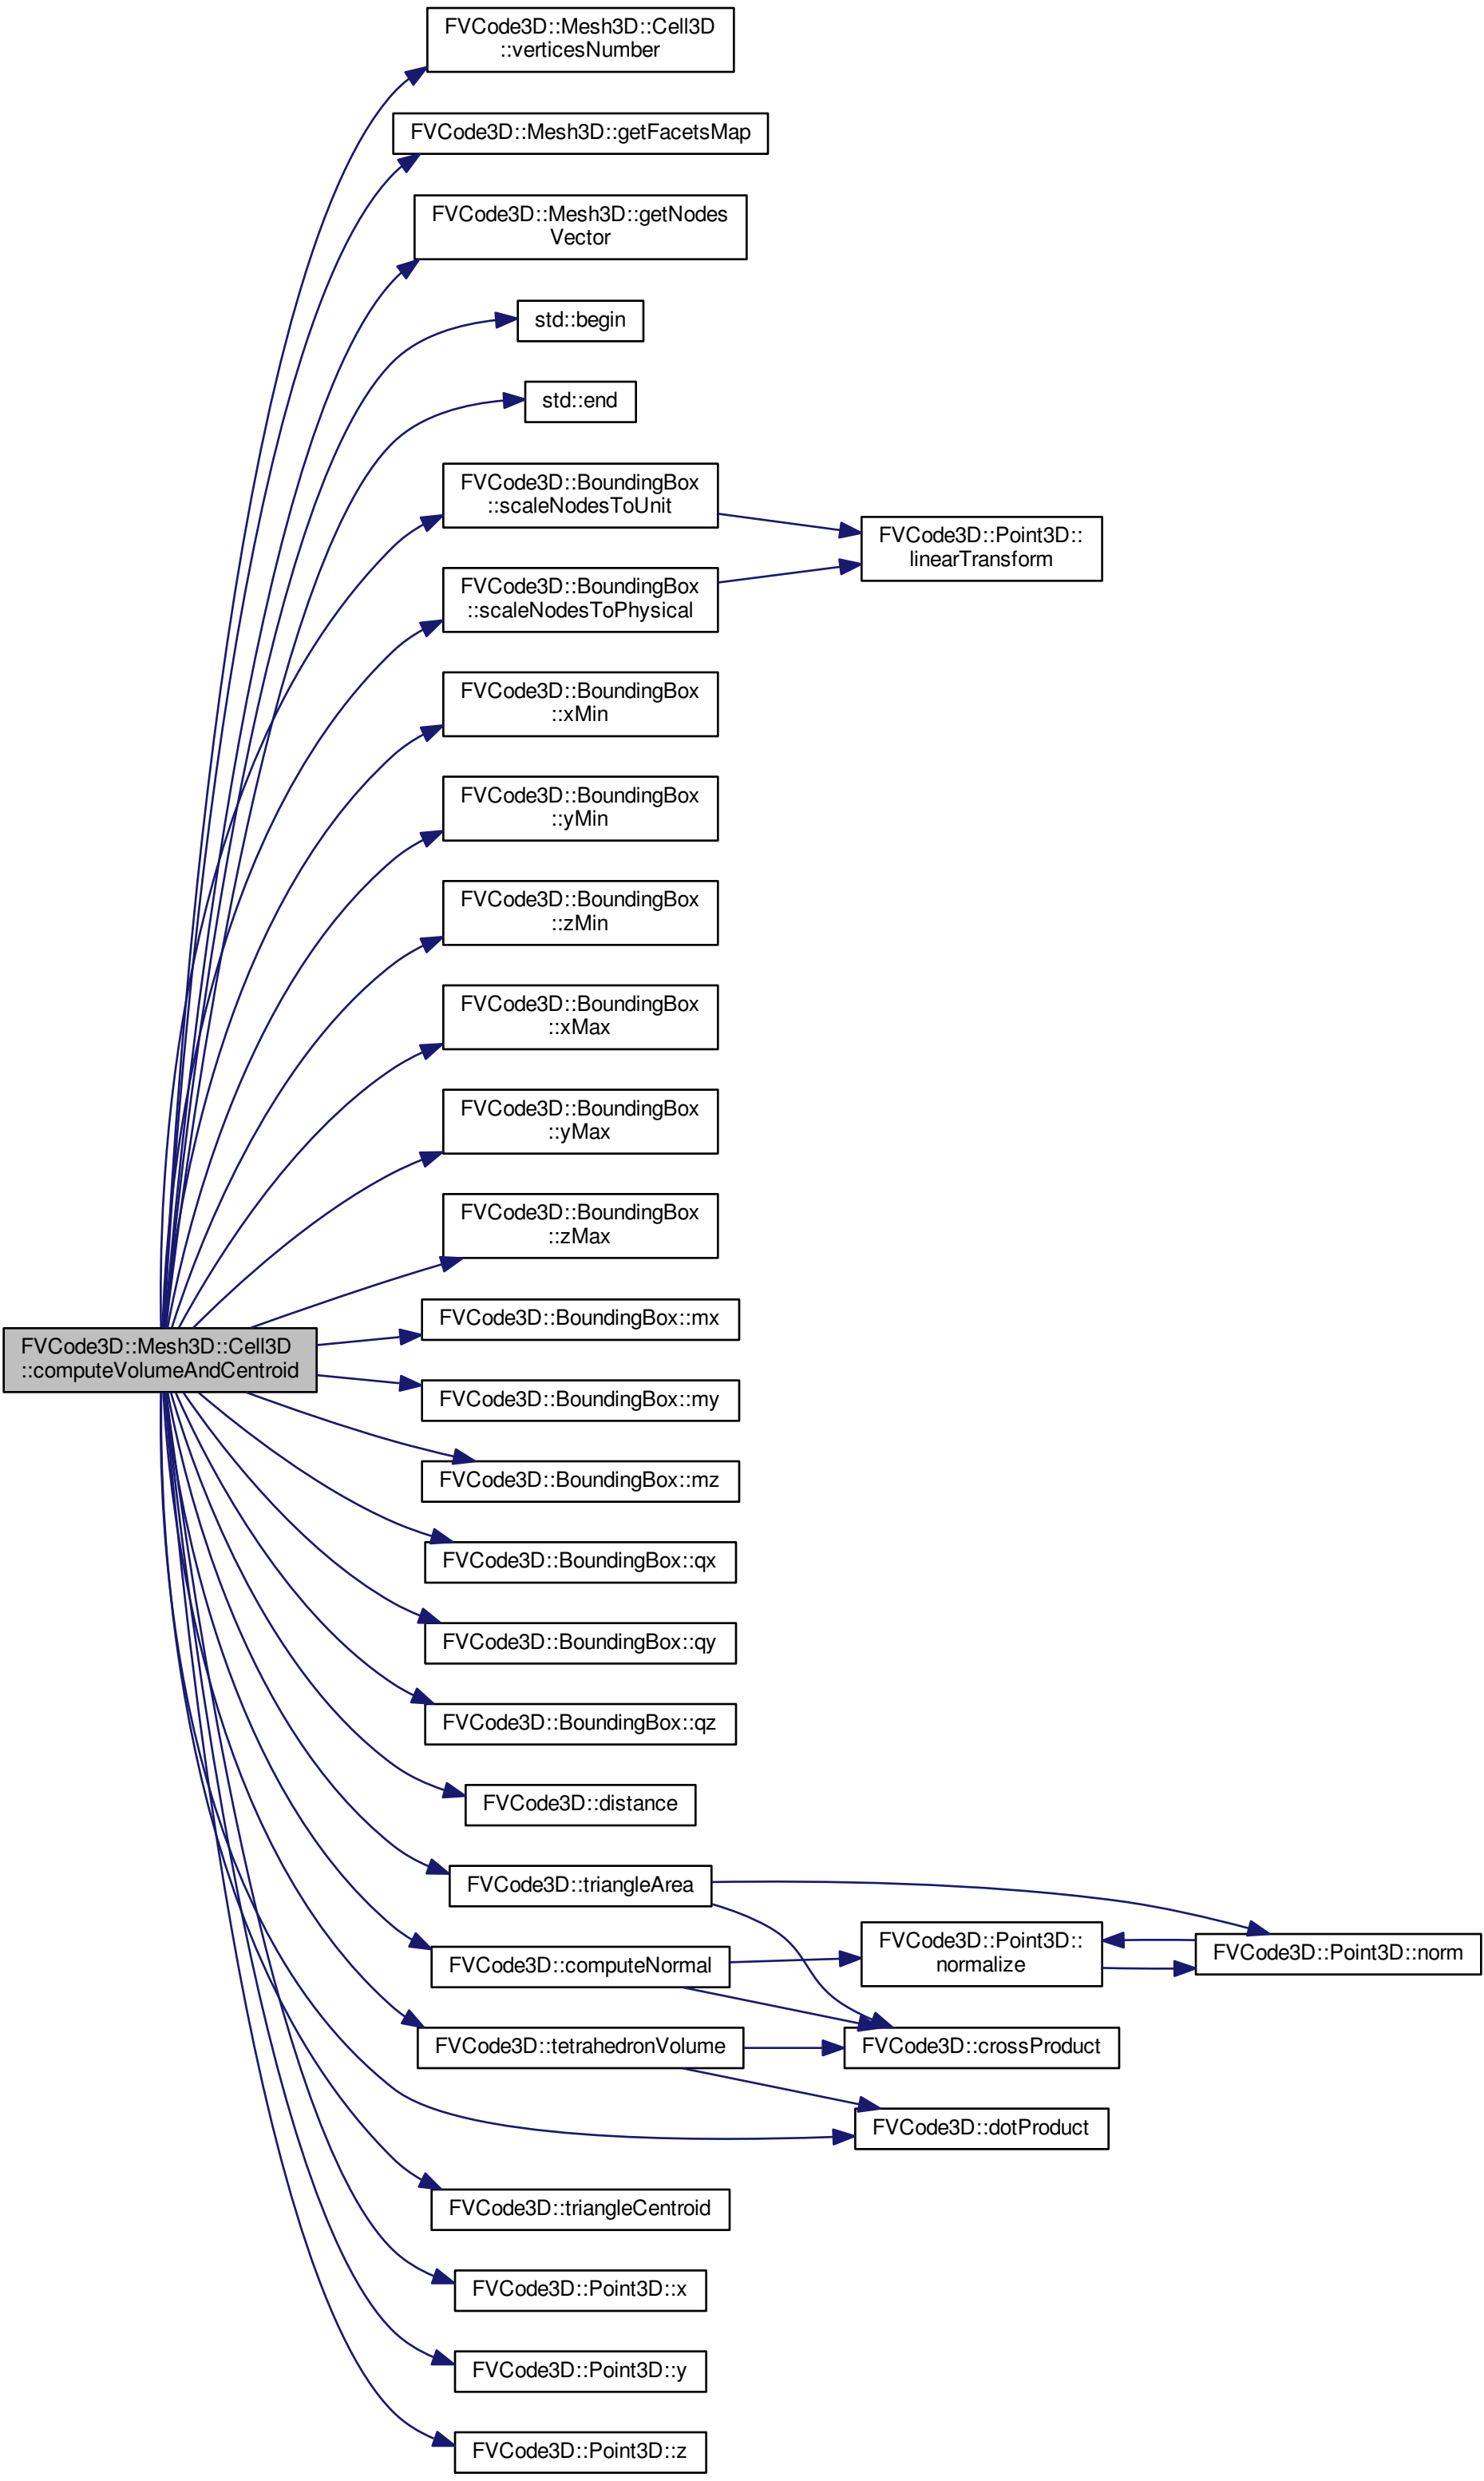 FVCode3D::Mesh3D::Cell3D
::verticesNumber
FVCode3D::Mesh3D::getFacetsMap
FVCode3D::Mesh3D::getNodes
Vector
std::begin
std::end
FVCode3D::BoundingBox
::scaleNodesToUnit
FVCode3D::Point3D::
linearTransform
FVCode3D::BoundingBox
::scaleNodesToPhysical
FVCode3D::BoundingBox
::xMin
FVCode3D::BoundingBox
::yMin
FVCode3D::BoundingBox
::zMin
FVCode3D::BoundingBox
::xMax
FVCode3D::BoundingBox
::yMax
FVCode3D::BoundingBox
::zMax
FVCode3D::BoundingBox::mx
FVCode3D::Mesh3D::Cell3D
::computeVolumeAndCentroid
FVCode3D::BoundingBox::my
FVCode3D::BoundingBox::mz
FVCode3D::BoundingBox::qx
FVCode3D::BoundingBox::qy
FVCode3D::BoundingBox::qz
FVCode3D::distance
FVCode3D::triangleArea
FVCode3D::computeNormal
FVCode3D::Point3D::
normalize
FVCode3D::Point3D::norm
FVCode3D::tetrahedronVolume
FVCode3D::crossProduct
FVCode3D::dotProduct
FVCode3D::triangleCentroid
FVCode3D::Point3D::x
FVCode3D::Point3D::y
FVCode3D::Point3D::z